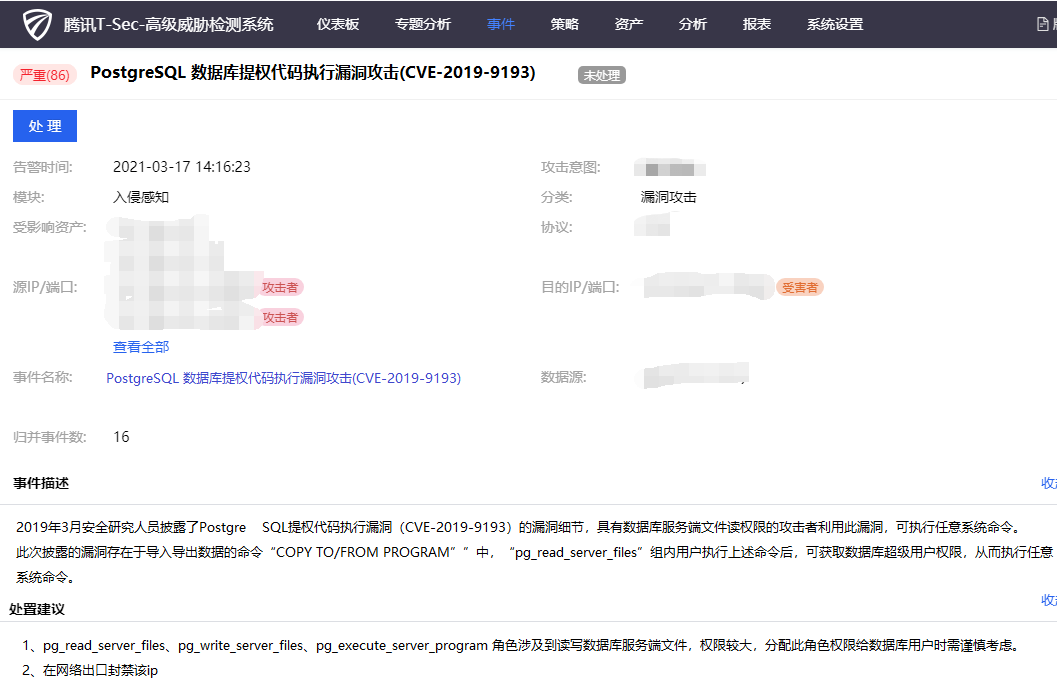 腾讯T-Sec-高级威胁检测系统 仪表板 专题分析 事件 策略 资产 分析 报表 系统设置
严重(86) PostgreSQL 数据库提权代码执行漏洞攻击(CVE-2019-9193) 未处理
处 理
告警时间: 2021-03-17 14:16:23 攻击意图:
模块: 入侵感知 分类: 漏洞攻击
受影响资产: 协议:
源IP/端口: 攻击者 目的IP/端口: 受害者
攻击者
查看全部
事件名称: PostgreSQL 数据库提权代码执行漏洞攻击(CVE-2019-9193) 数据源:
归并事件数: 16
事件描述
2019年3月安全研究人员披露了Postgre SQL提权代码执行漏洞（CVE-2019-9193）的漏洞细节，具有数据库服务端文件读权限的攻击者利用此漏洞，可执行任意系统命令。
此次披露的漏洞存在于导入导出数据的命令“COPY TO/FROM PROGRAM””中，“pg_read_server_files”组内用户执行上述命令后，可获取数据库超级用户权限，从而执行任意
系统命令。
处置建议
1、pg_read_server_files、pg_write_server_files、pg_execute_server_program 角色涉及到读写数据库服务端文件，权限较大，分配此角色权限给数据库用户时需谨慎考虑。
2、在网络出口封禁该ip